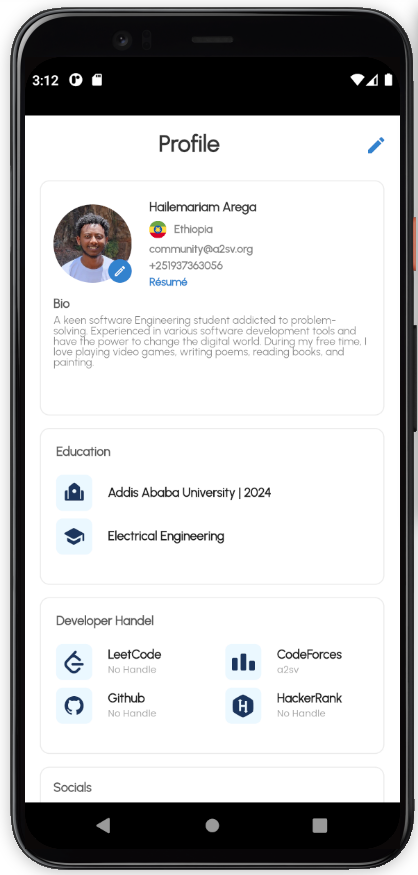 3:12
Profile
Hailemariam Arega
Ethiopia
community@a2sv.org
+251937363056
Résumé
Bio
A keen software Engineering student addicted to problem-
solving. Experienced in various software development tools and
have the power to change the digital world. During my free time, I
love playing video games, writing poems, reading books, and
painting.
Education
Addis Ababa University | 2024
Electrical Engineering
Developer Handel
LeetCode
No Handle
CodeForces
a2sv
Github
No Handle
HackerRank
No Handle
Socials